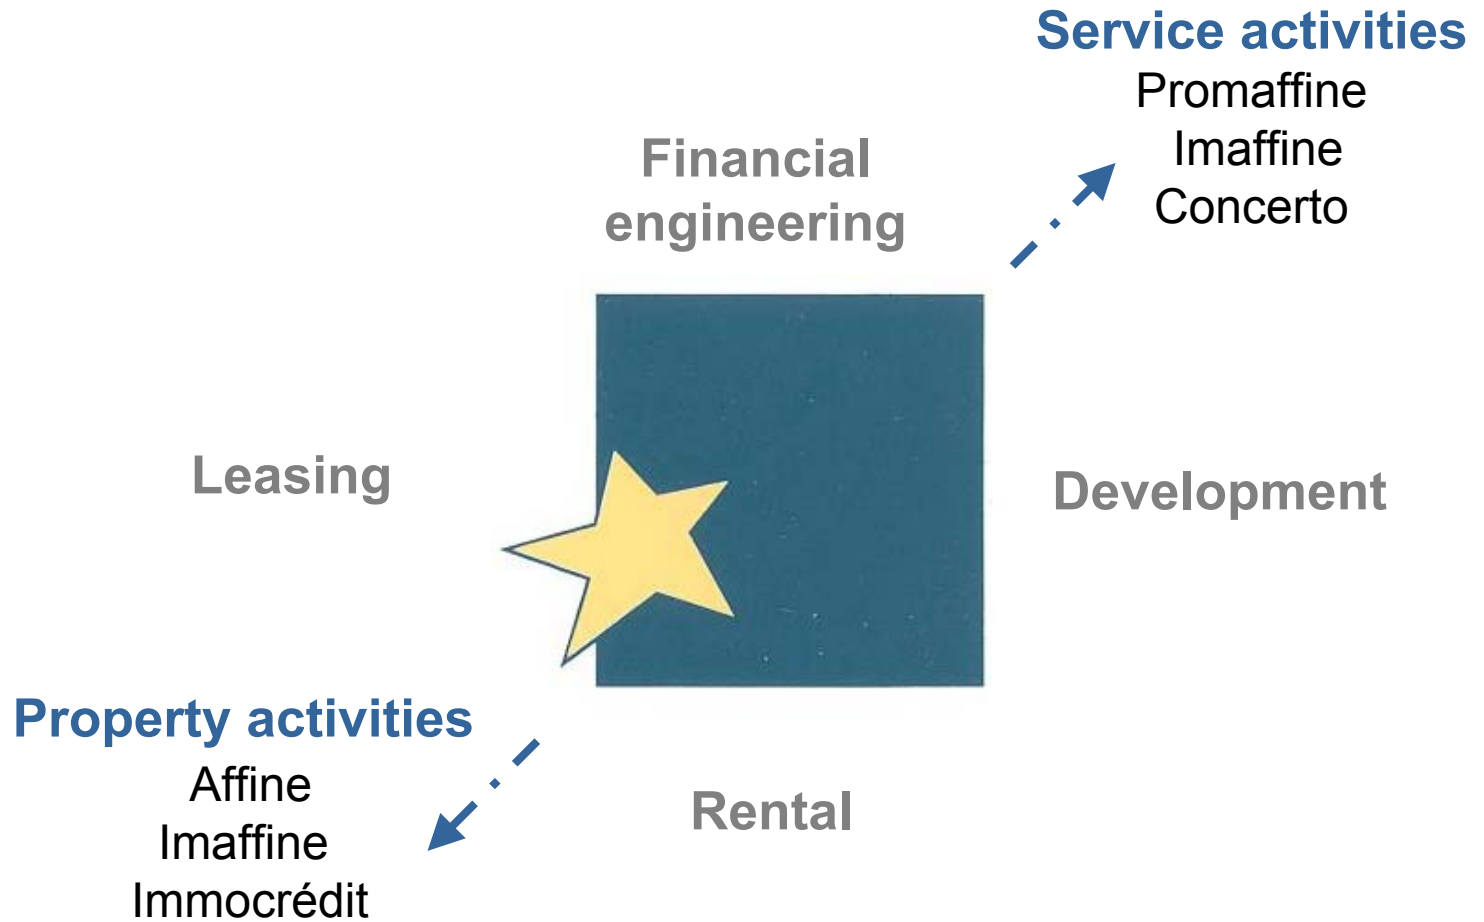 Service activities
Promaffine
Imaffine
Concerto
Financial
engineering
Leasing
Development
Property activities
Affine
Imaffine
Immocrédit
Rental